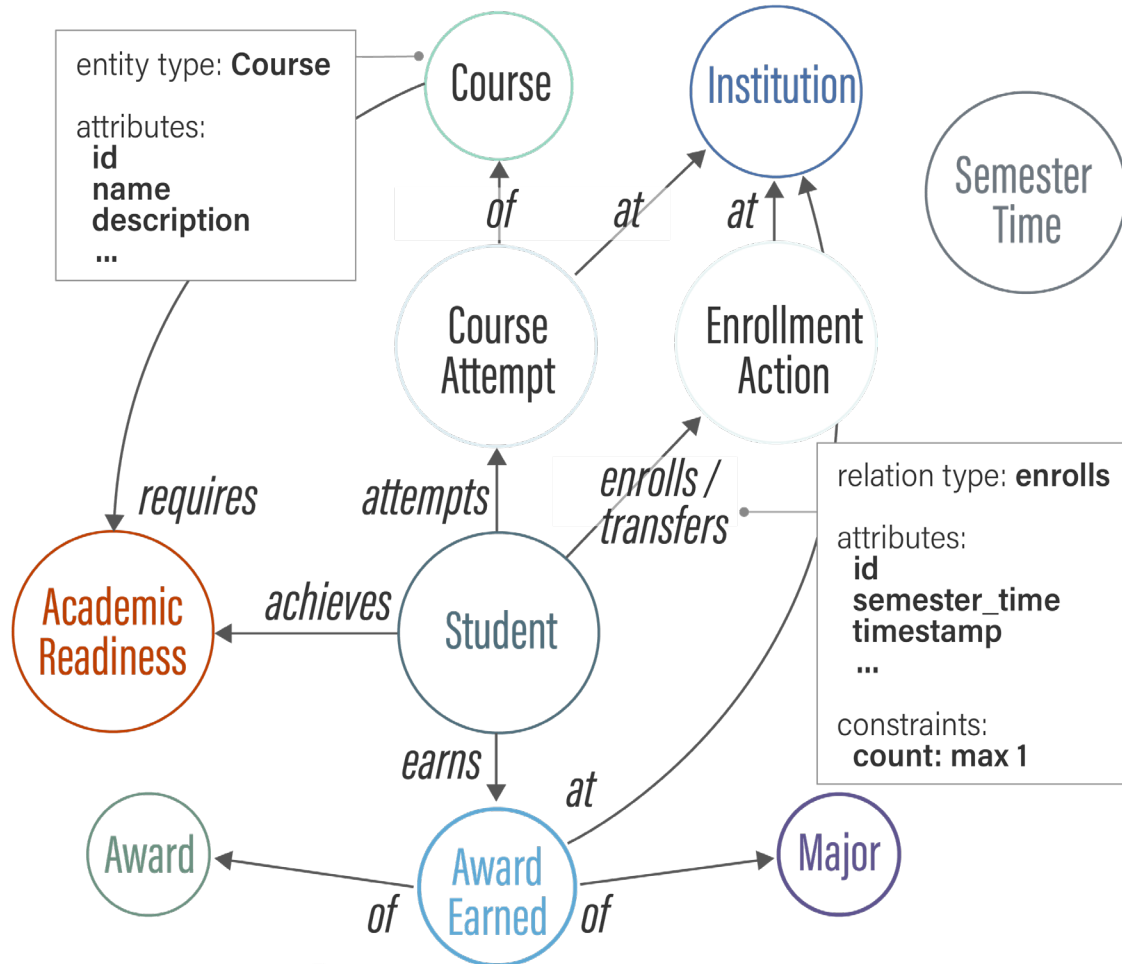 entity type: Course
attributes:
id
name
description
...
Course
Institution
Semester
Time
of
at
at
Course
Attempt
Enrollment
Action
requires
attempts
enrolls /
transfers
relation type: enrolls
attributes:
id
semester_time
timestamp
...
constraints:
count: max 1
Academic
Readiness
achieves
Student
earns
at
Award
of
Award
Earned
of
Major